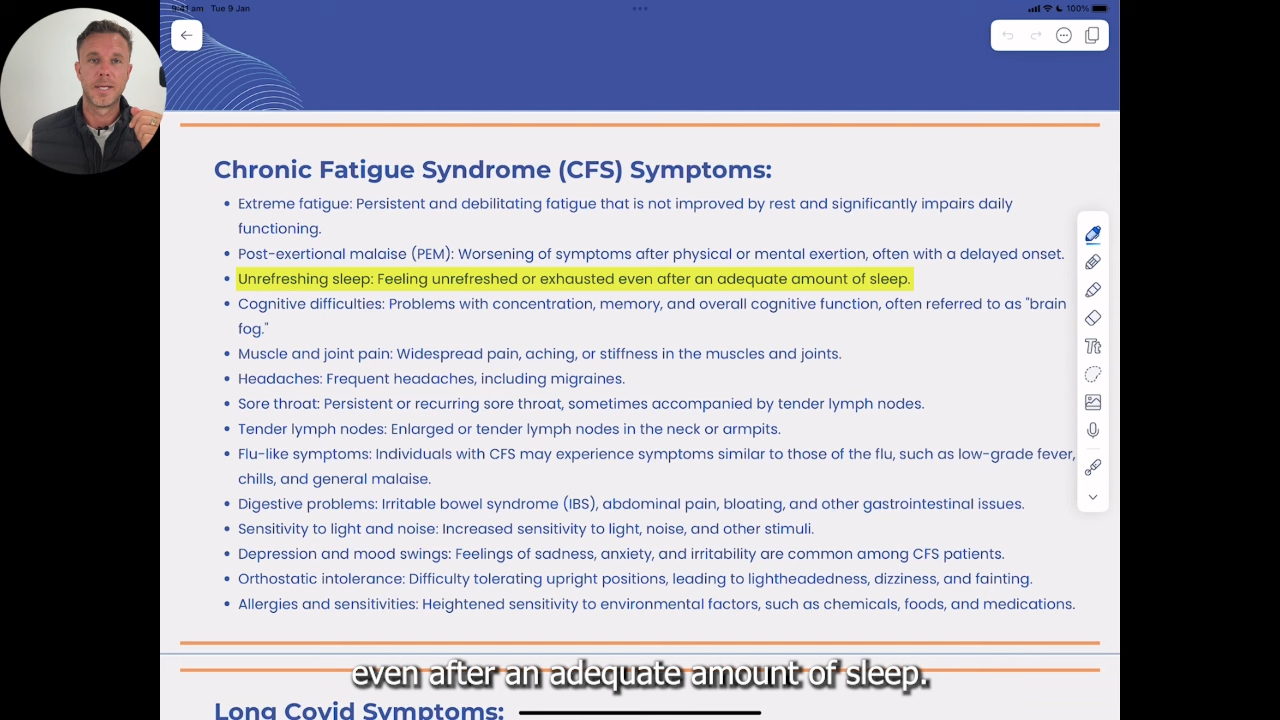 9:41 am Tue 9 Jan
100%
Chronic Fatigue Syndrome (CFS) Symptoms:
• Extreme fatigue: Persistent and debilitating fatigue that is not improved by rest and significantly impairs daily
functioning.
• Post-exertional malaise (PEM): Worsening of symptoms after physical or mental exertion, often with a delayed onset.
• Unrefreshing sleep: Feeling unrefreshed or exhausted even after an adequate amount of sleep.
• Cognitive difficulties: Problems with concentration, memory, and overall cognitive function, often referred to as "brain
fog."
• Muscle and joint pain: Widespread pain, aching, or stiffness in the muscles and joints.
• Headaches: Frequent headaches, including migraines.
• Sore throat: Persistent or recurring sore throat, sometimes accompanied by tender lymph nodes.
• Tender lymph nodes: Enlarged or tender lymph nodes in the neck or armpits.
• Flu-like symptoms: Individuals with CFS may experience symptoms similar to those of the flu, such as low-grade fever,
chills, and general malaise.
• Digestive problems: Irritable bowel syndrome (IBS), abdominal pain, bloating, and other gastrointestinal issues.
• Sensitivity to light and noise: Increased sensitivity to light, noise, and other stimuli.
• Depression and mood swings: Feelings of sadness, anxiety, and irritability are common among CFS patients.
• Orthostatic intolerance: Difficulty tolerating upright positions, leading to lightheadedness, dizziness, and fainting.
• Allergies and sensitivities: Heightened sensitivity to environmental factors, such as chemicals, foods, and medications.
Tt
even after an adequate amount of sleep.
Long Covid Symptoms: